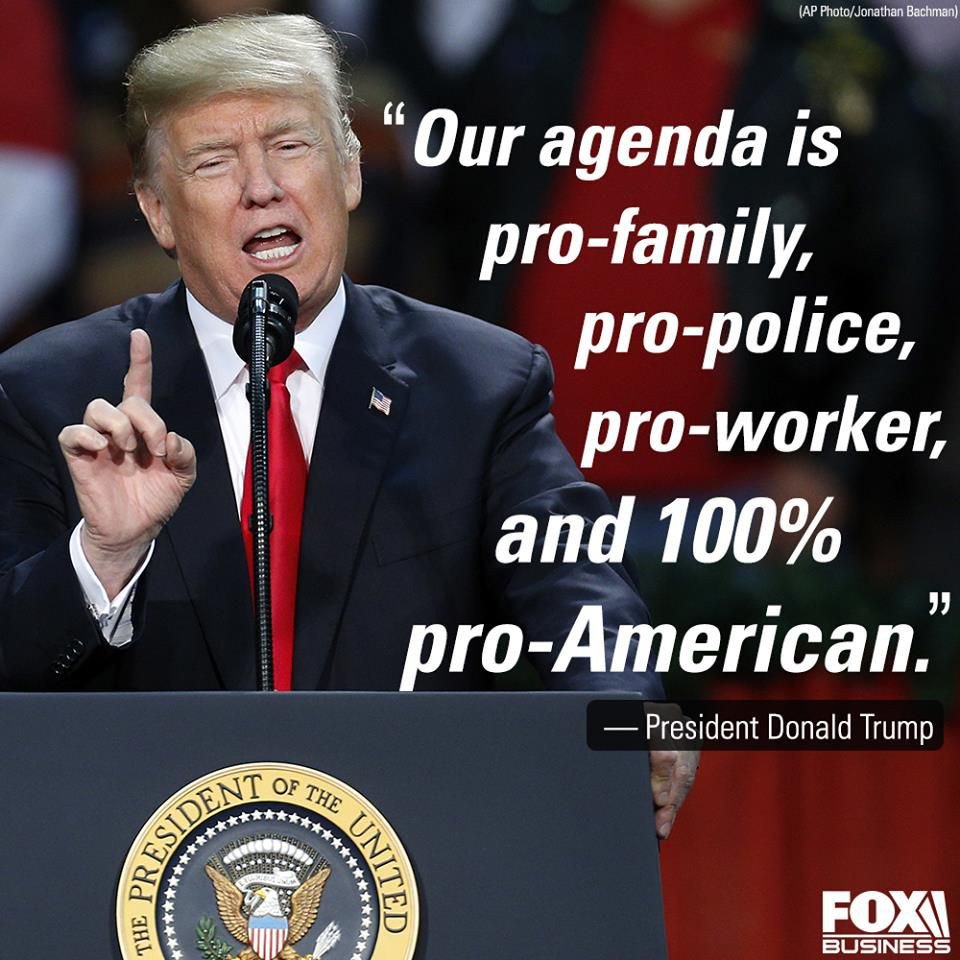 (AP Photo/Jonathan Bachman)
“Our agenda is
pro-family,
pro-police,
pro-worker,
and 100%
pro-American.”
— President Donald Trump
THE PRESIDENT OF THE UNITED
FOX
BUSINESS